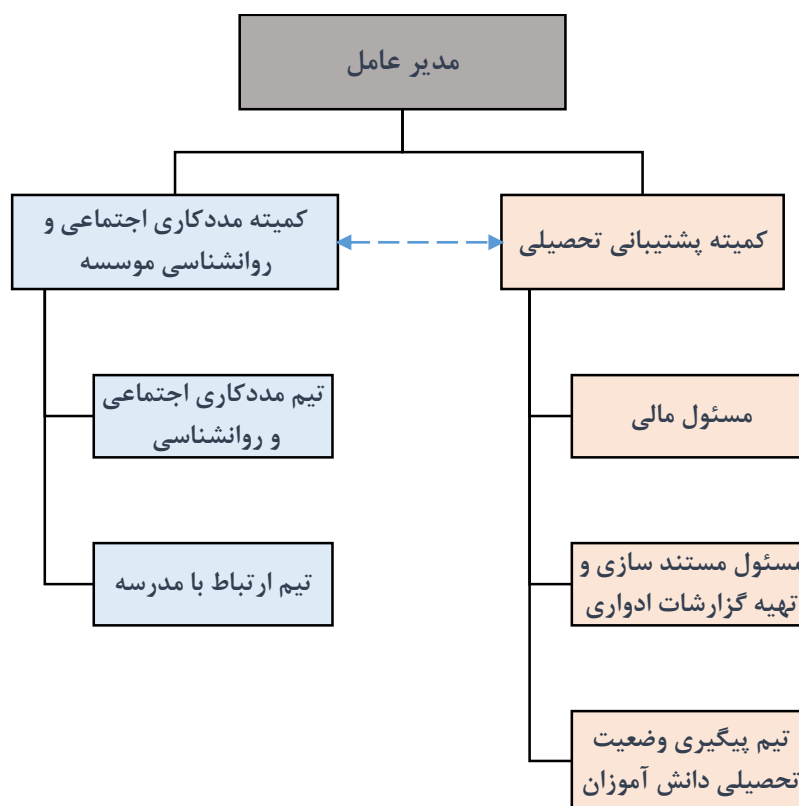 مدیر عامل
کمیته پشتیبانی تحصیلی
کمیته مددکاری اجتماعی و
روانشناسی موسسه
مسئول مالی
مسئول مستند سازی و
تهیه گزارشات ادواری
تیم پیگیری وضعیت
تحصیلی دانش آموزان
تیم مددکاری اجتماعی
و روانشناسی
تیم ارتباط با مدرسه